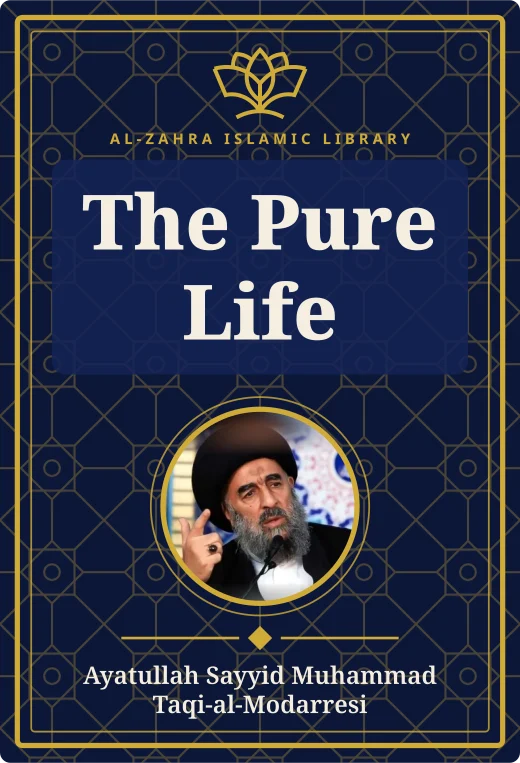 AL-ZAHRA ISLAMIC LIBRARY
The Pure
Life
Ayatullah Sayyid Muhammad
Taqi-al-Modarresi